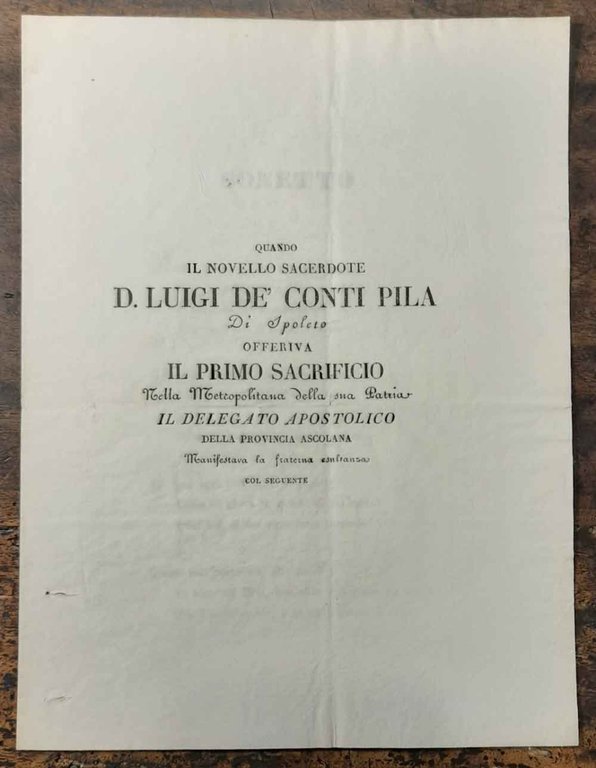 QUANDO
IL NOVELLO SACERDOTE
D. LUIGI DE' CONTI PILA
Di Spoleto
OFFERIVA
IL PRIMO SACRIFICIO
Nella Metropolitana della sua Patria
IL DELEGATO APOSTOLICO
DELLA PROVINCIA ASCOLANA
Manifestava la fraterna esultanza
COL SEGUENTE